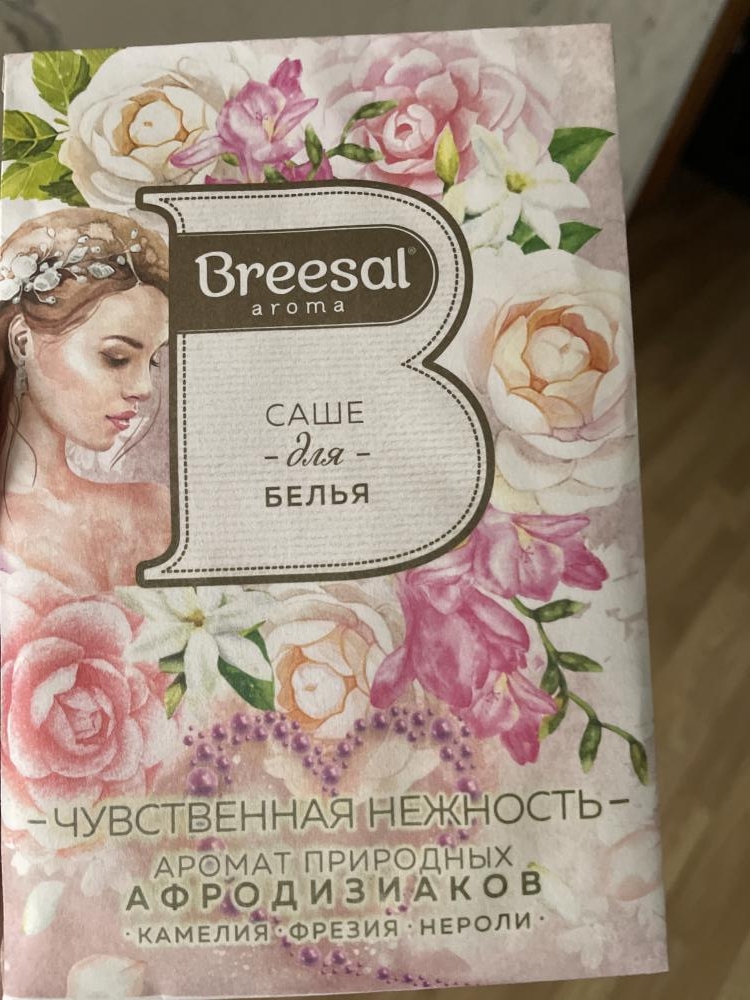 Breesal®
aroma
САШЕ
- для -
БЕЛЬЯ
- ЧУВСТВЕННАЯ НЕЖНОСТЬ -
АРОМАТ ПРИРОДНЫХ
АФРОДИЗИАКОВ
· КАМЕЛИЯ · ФРЕЗИЯ · НЕРОЛИ ·